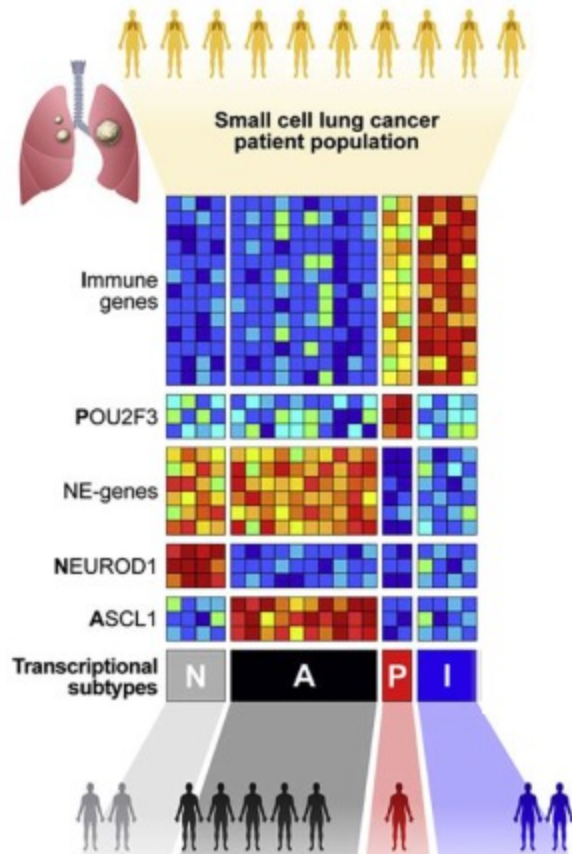 Small cell lung cancer
patient population
Immune
genes
POU2F3
NE-genes
NEUROD1
ASCL1
Transcriptional
subtypes
N A P I